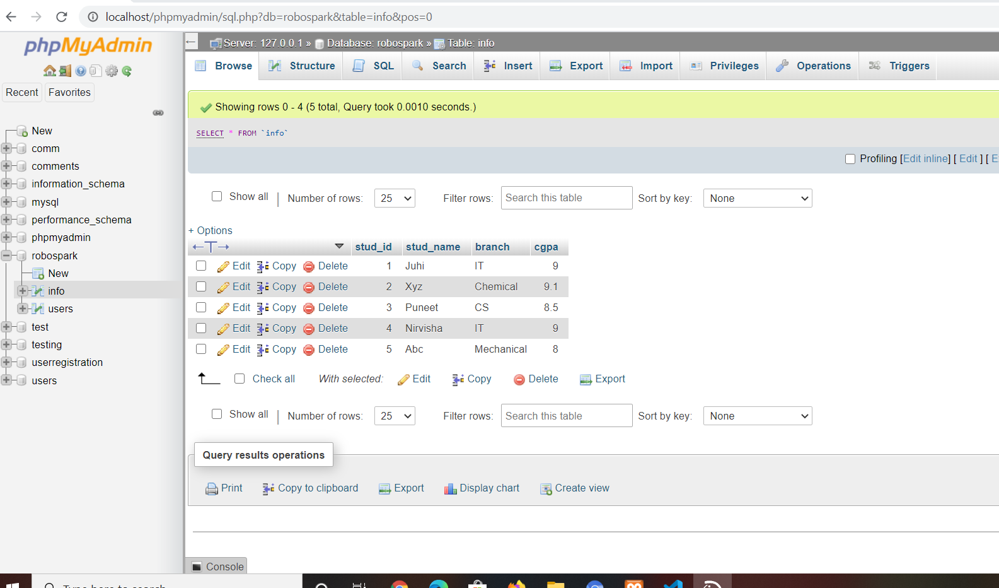 localhost/phpmyadmin/sql.php?db=robospark&table=info&pos=0
phpMyAdmin
Recent Favorites
New
comm
comments
information_schema
mysql
performance_schema
phpmyadmin
robospark
New
info
users
test
testing
userregistration
users
Server: 127.0.0.1 » Database: robospark » Table: info
Browse Structure SQL Search Insert Export Import Privileges Operations Triggers
Showing rows 0 - 4 (5 total, Query took 0.0010 seconds.)
SELECT * FROM `info`
Profiling [Edit inline] [ Edit ] [
Show all | Number of rows: 25 Filter rows: Search this table Sort by key: None
+ Options
←T→ stud_id stud_name branch cgpa
Edit Copy Delete 1 Juhi IT 9
Edit Copy Delete 2 Xyz Chemical 9.1
Edit Copy Delete 3 Puneet CS 8.5
Edit Copy Delete 4 Nirvisha IT 9
Edit Copy Delete 5 Abc Mechanical 8
Check all With selected: Edit Copy Delete Export
Show all | Number of rows: 25 Filter rows: Search this table Sort by key: None
Query results operations
Print Copy to clipboard Export Display chart Create view
Console
Type here to search